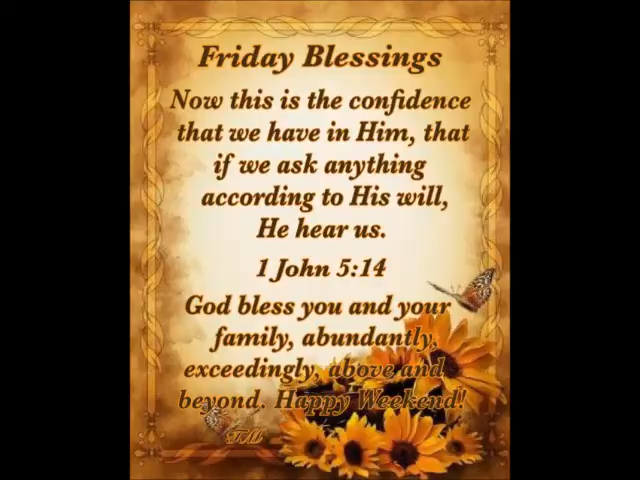 Friday Blessings
Now this is the confidence
that we have in Him, that
if we ask anything
according to His will,
He hear us.
1 John 5:14
God bless you and your
family, abundantly,
exceedingly, above and
beyond. Happy Weekend!